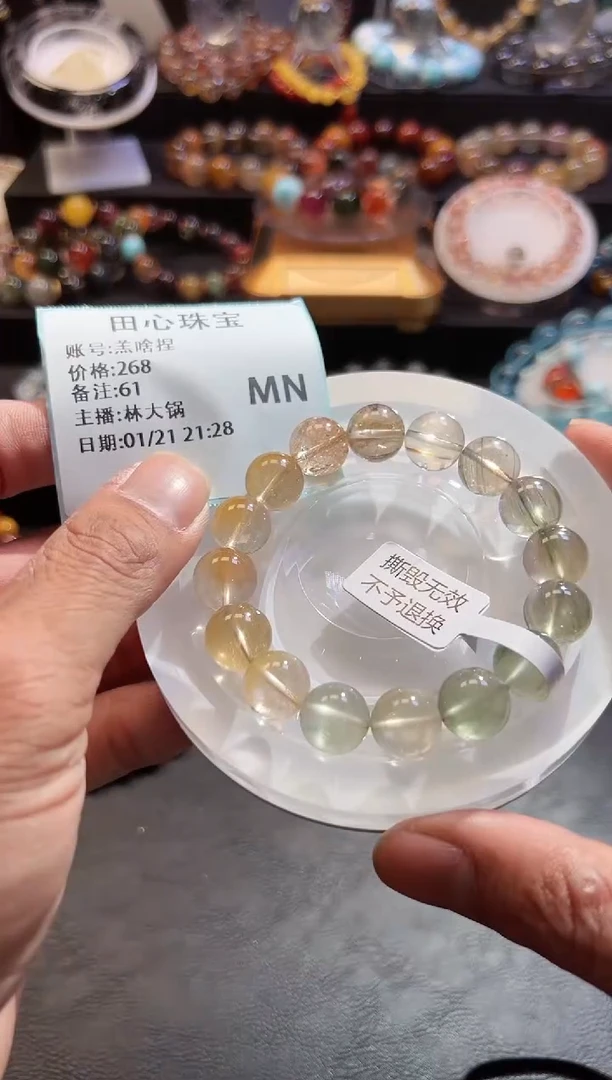 田心珠宝
账号:羔啥捏
价格:268
备注:61
MN
主播:林大锅
日期:01/21 21:28
撕毁无效
不予退换